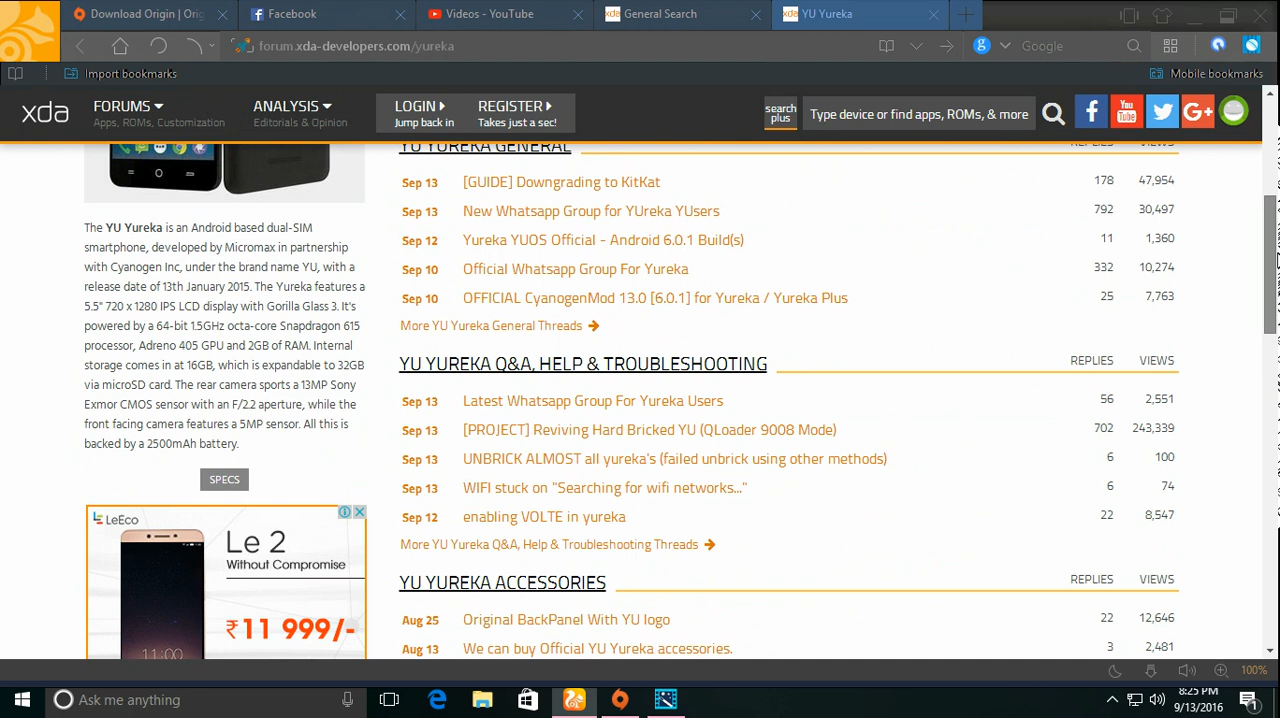 Download Origin | Orig
Facebook
Videos - YouTube
xda General Search
xda YU Yureka
forum.xda-developers.com/yureka
g Google
Import bookmarks
Mobile bookmarks
xda
FORUMS
Apps, ROMs, Customization
ANALYSIS
Editorials & Opinion
LOGIN
Jump back in
REGISTER
Takes just a sec!
search
plus
Type device or find apps, ROMs, & more
f
You
Tube
G+
YU YUREKA GENERAL REPLIES VIEWS
Sep 13 [GUIDE] Downgrading to KitKat 178 47,954
Sep 13 New Whatsapp Group for YUreka YUsers 792 30,497
Sep 12 Yureka YUOS Official - Android 6.0.1 Build(s) 11 1,360
Sep 10 Official Whatsapp Group For Yureka 332 10,274
Sep 10 OFFICIAL CyanogenMod 13.0 [6.0.1] for Yureka / Yureka Plus 25 7,763
More YU Yureka General Threads
YU YUREKA Q&A, HELP & TROUBLESHOOTING REPLIES VIEWS
Sep 13 Latest Whatsapp Group For Yureka Users 56 2,551
Sep 13 [PROJECT] Reviving Hard Bricked YU (QLoader 9008 Mode) 702 243,339
Sep 13 UNBRICK ALMOST all yureka's (failed unbrick using other methods) 6 100
Sep 13 WIFI stuck on "Searching for wifi networks..." 6 74
Sep 12 enabling VOLTE in yureka 22 8,547
More YU Yureka Q&A, Help & Troubleshooting Threads
YU YUREKA ACCESSORIES REPLIES VIEWS
Aug 25 Original BackPanel With YU logo 22 12,646
Aug 13 We can buy Official YU Yureka accessories. 3 2,481
The YU Yureka is an Android based dual-SIM
smartphone, developed by Micromax in partnership
with Cyanogen Inc, under the brand name YU, with a
release date of 13th January 2015. The Yureka features a
5.5" 720 x 1280 IPS LCD display with Gorilla Glass 3. It's
powered by a 64-bit 1.5GHz octa-core Snapdragon 615
processor, Adreno 405 GPU and 2GB of RAM. Internal
storage comes in at 16GB, which is expandable to 32GB
via microSD card. The rear camera sports a 13MP Sony
Exmor CMOS sensor with an F/2.2 aperture, while the
front facing camera features a 5MP sensor. All this is
backed by a 2500mAh battery.
SPECS
LeEco
Le 2
Without Compromise
₹11 999/-
11:00
100%
Ask me anything
8:25 PM
9/13/2016
1